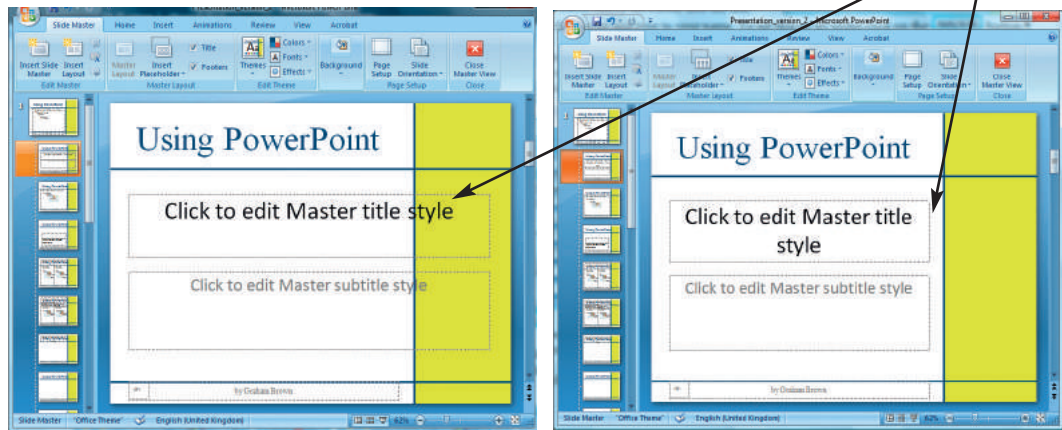 Slide Master Home Insert Animations Review View Acrobat
Insert Slide Master
Insert Layout
Master Layout
Insert Placeholder
Title
Footers
Themes
Colors
Fonts
Effects
Background
Page Setup
Slide Orientation
Close Master View
Edit Master
Master Layout
Edit Theme
Page Setup
Close
Using PowerPoint
Click to edit Master title style
Click to edit Master subtitle style
by Graham Brown
Slide Master "Office Theme" English (United Kingdom) 62%
Presentation_version_2 - Microsoft PowerPoint
Slide Master Home Insert Animations Review View Acrobat
Insert Slide Master
Insert Layout
Master Layout
Insert Placeholder
Title
Footers
Themes
Colors
Fonts
Effects
Background
Page Setup
Slide Orientation
Close Master View
Edit Master
Master Layout
Edit Theme
Page Setup
Close
Using PowerPoint
Click to edit Master title
style
Click to edit Master subtitle style
by Graham Brown
Slide Master "Office Theme" English (United Kingdom) 62%